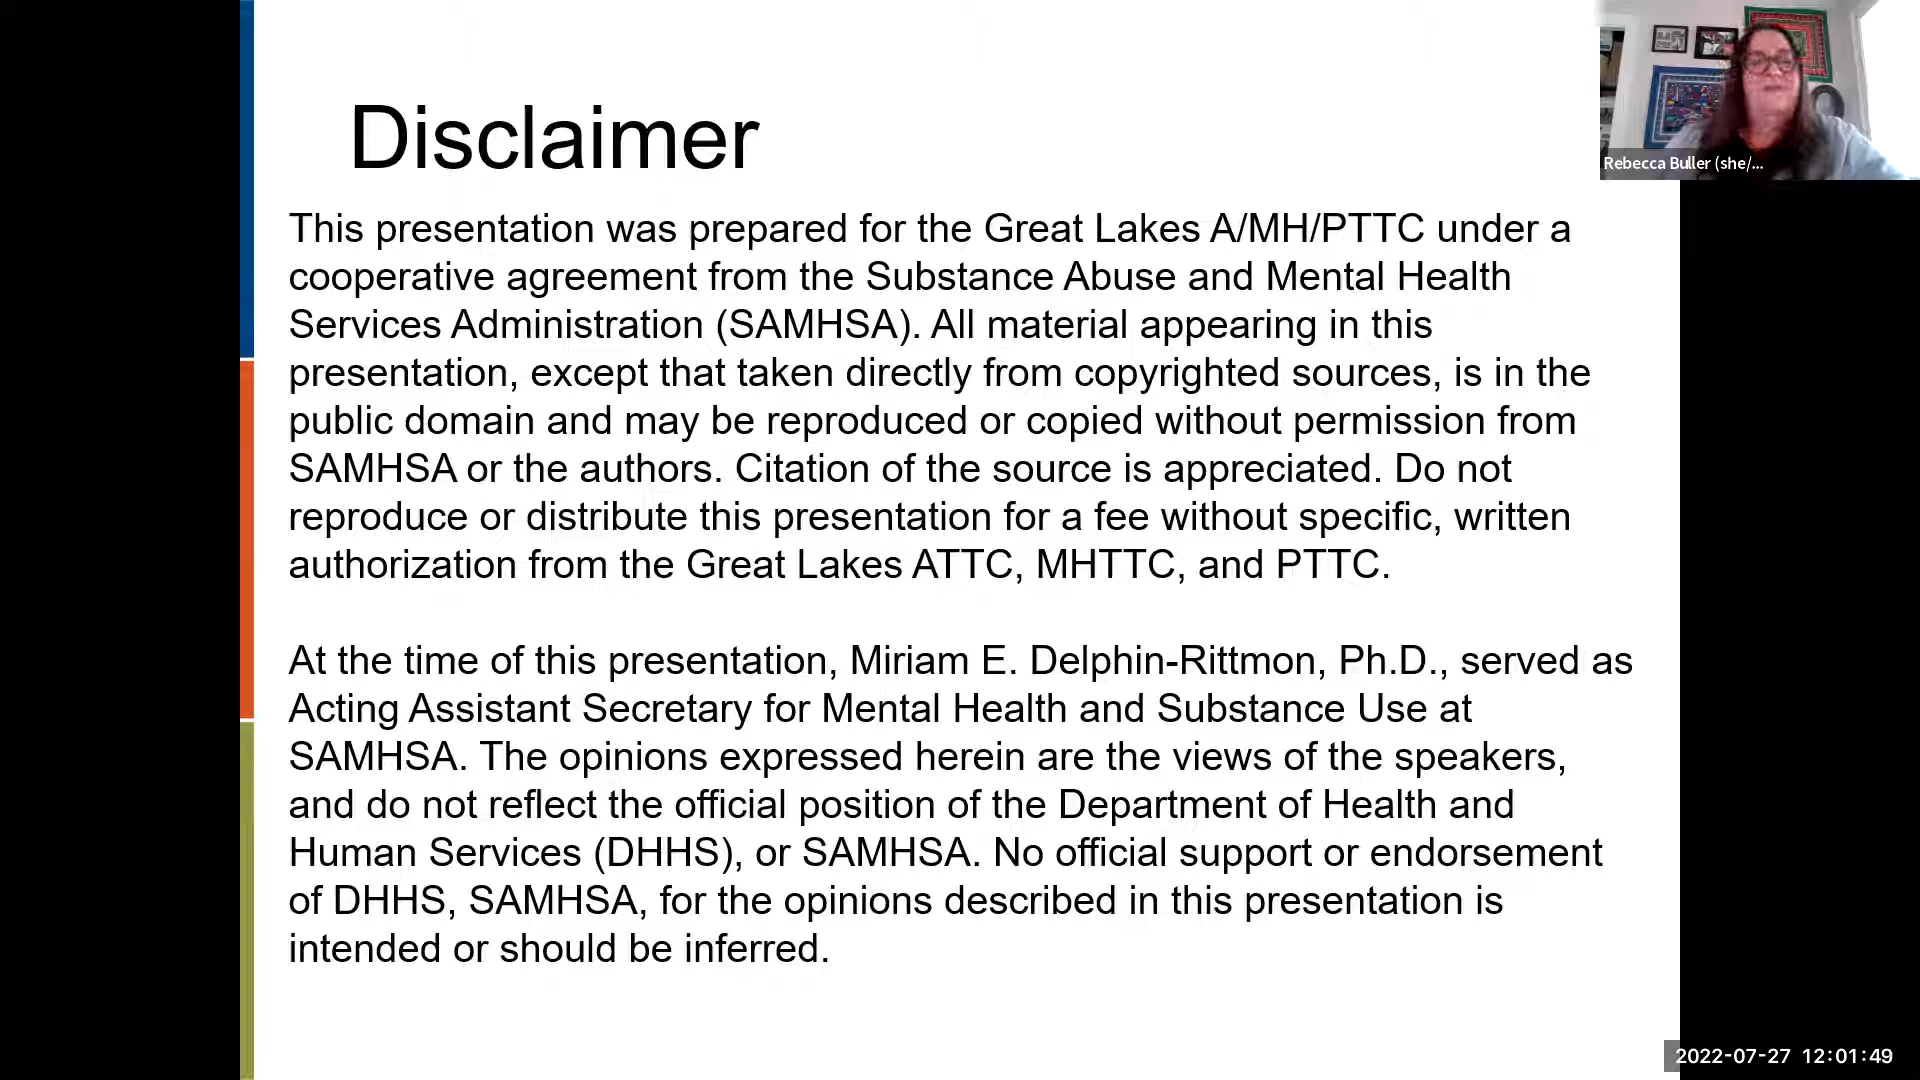 Disclaimer
This presentation was prepared for the Great Lakes A/MH/PTTC under a
cooperative agreement from the Substance Abuse and Mental Health
Services Administration (SAMHSA). All material appearing in this
presentation, except that taken directly from copyrighted sources, is in the
public domain and may be reproduced or copied without permission from
SAMHSA or the authors. Citation of the source is appreciated. Do not
reproduce or distribute this presentation for a fee without specific, written
authorization from the Great Lakes ATTC, MHTTC, and PTTC.
At the time of this presentation, Miriam E. Delphin-Rittmon, Ph.D., served as
Acting Assistant Secretary for Mental Health and Substance Use at
SAMHSA. The opinions expressed herein are the views of the speakers,
and do not reflect the official position of the Department of Health and
Human Services (DHHS), or SAMHSA. No official support or endorsement
of DHHS, SAMHSA, for the opinions described in this presentation is
intended or should be inferred.
Rebecca Buller (she/...
2022-07-27 12:01:49